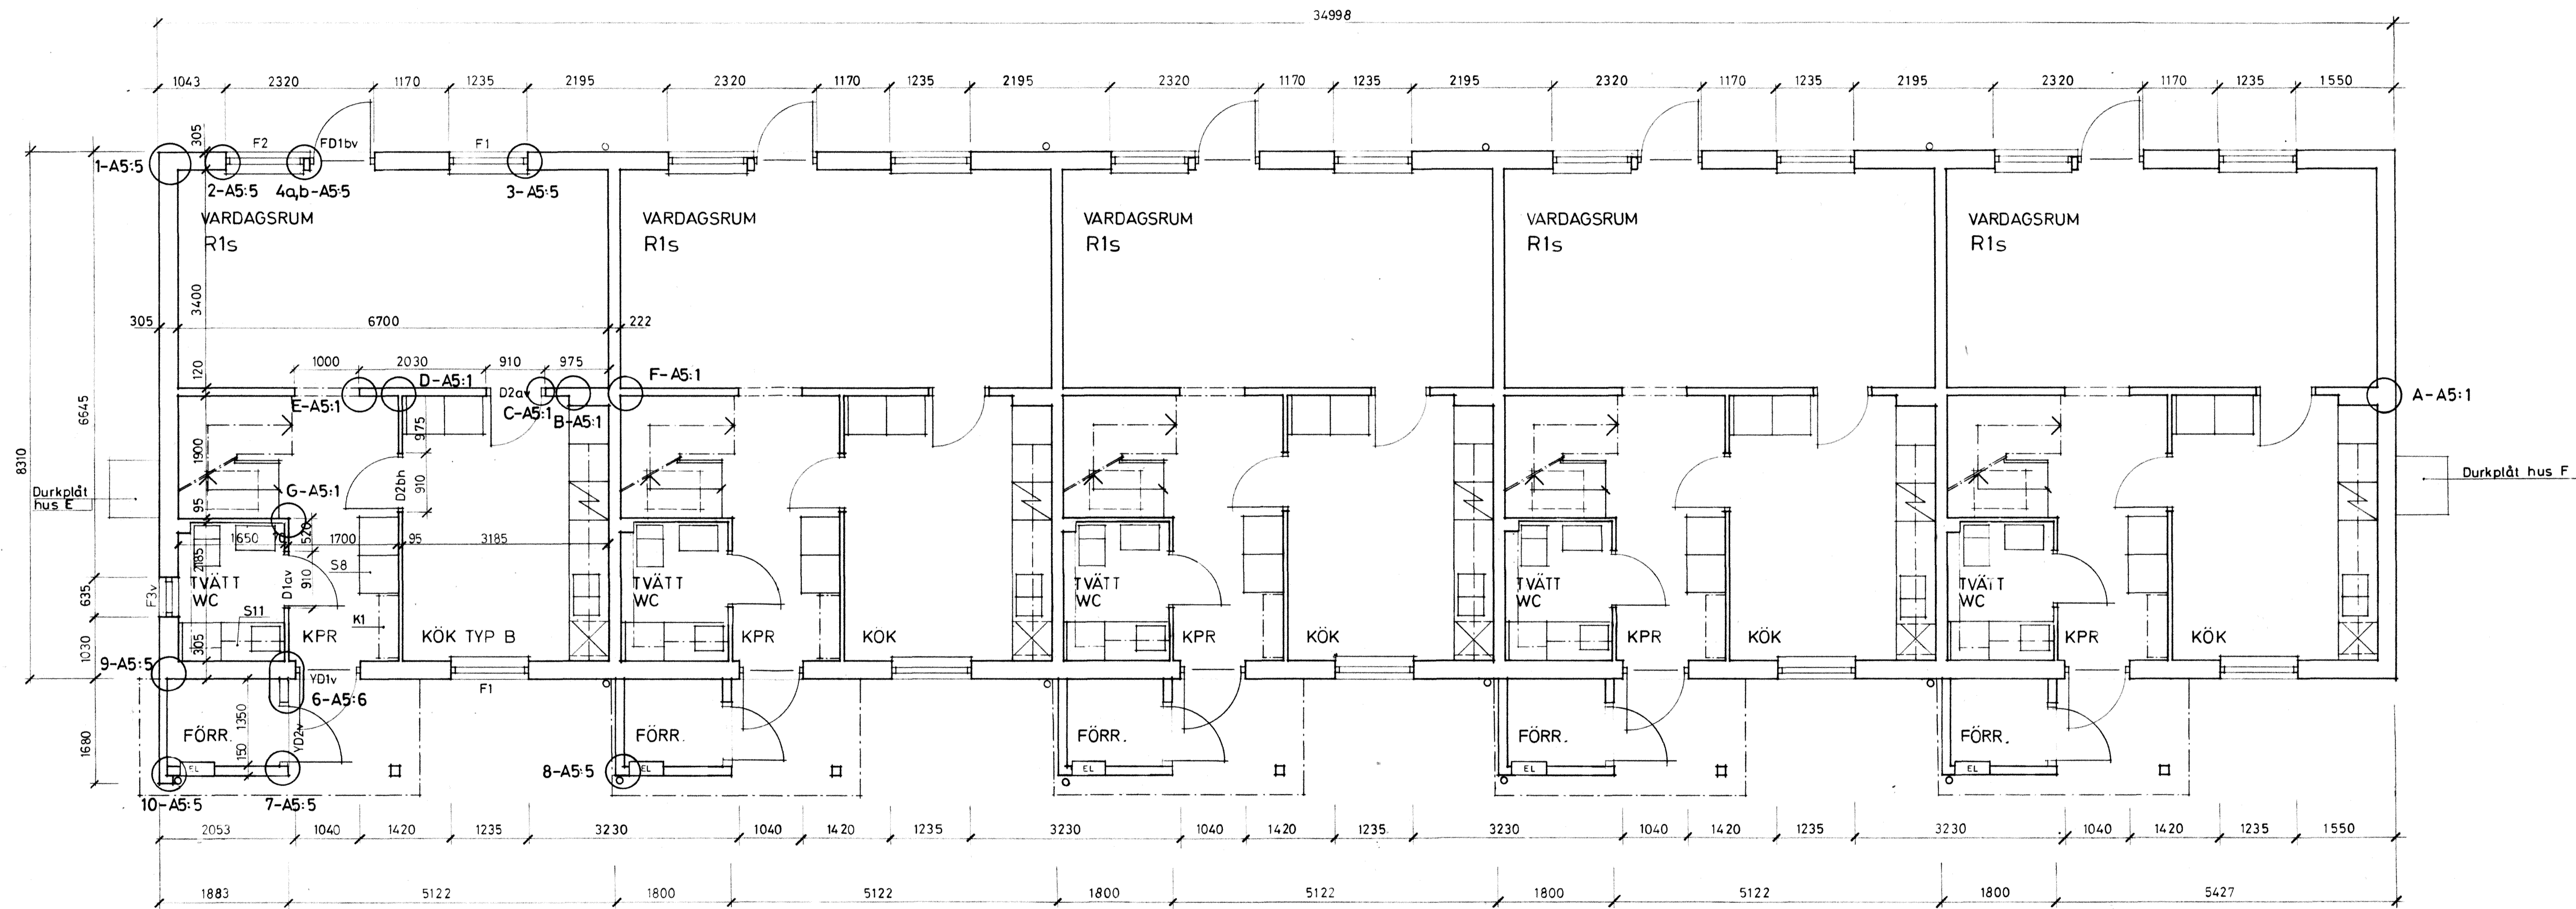 34998
1043 2320 1170 1235 2195 2320 1170 1235 2195 2320 1170 1235 2195 2320 1170 1235 2195 2320 1170 1235 1550
305
F2 FD1bv F1
1-A5:5
2-A5:5 4a,b-A5:5 3-A5:5
VARDAGSRUM VARDAGSRUM VARDAGSRUM VARDAGSRUM VARDAGSRUM
R1s R1s R1s R1s R1s
3400
305 6700 222
1000 2030 910 975
120
D-A5:1 F-A5:1
E-A5:1 D2av C-A5:1 B-A5:1 A-A5:1
6645
8310
975
1900
D2bh 910
Durkplåt
hus E
Durkplåt hus F
95
G-A5:1
520
1650 70 1700 95 3185
2185
S8
910
D1av
635
F3v
TVÄTT TVÄTT TVÄTT TVÄTT TVÄTT
WC WC WC WC WC
S11
K1
KPR KÖK TYP B KPR KÖK KPR KÖK KPR KÖK KPR KÖK
305
1030
9-A5:5
YD1v F1
6-A5:6
1350
1680
FÖRR. FÖRR. FÖRR. FÖRR. FÖRR.
YD2v
150
EL EL EL EL EL
8-A5:5
10-A5:5 7-A5:5
2053 1040 1420 1235 3230 1040 1420 1235 3230 1040 1420 1235 3230 1040 1420 1235 3230 1040 1420 1235 1550
1883 5122 1800 5122 1800 5122 1800 5122 1800 5427